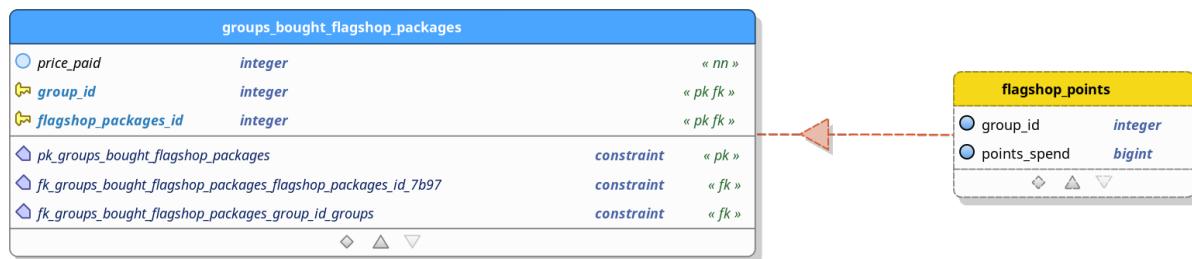 groups_bought_flagshop_packages
price_paid integer « nn »
group_id integer « pk fk »
flagshop_packages_id integer « pk fk »
pk_groups_bought_flagshop_packages constraint « pk »
fk_groups_bought_flagshop_packages_flagshop_packages_id_7b97 constraint « fk »
fk_groups_bought_flagshop_packages_group_id_groups constraint « fk »
flagshop_points
group_id integer
points_spend bigint